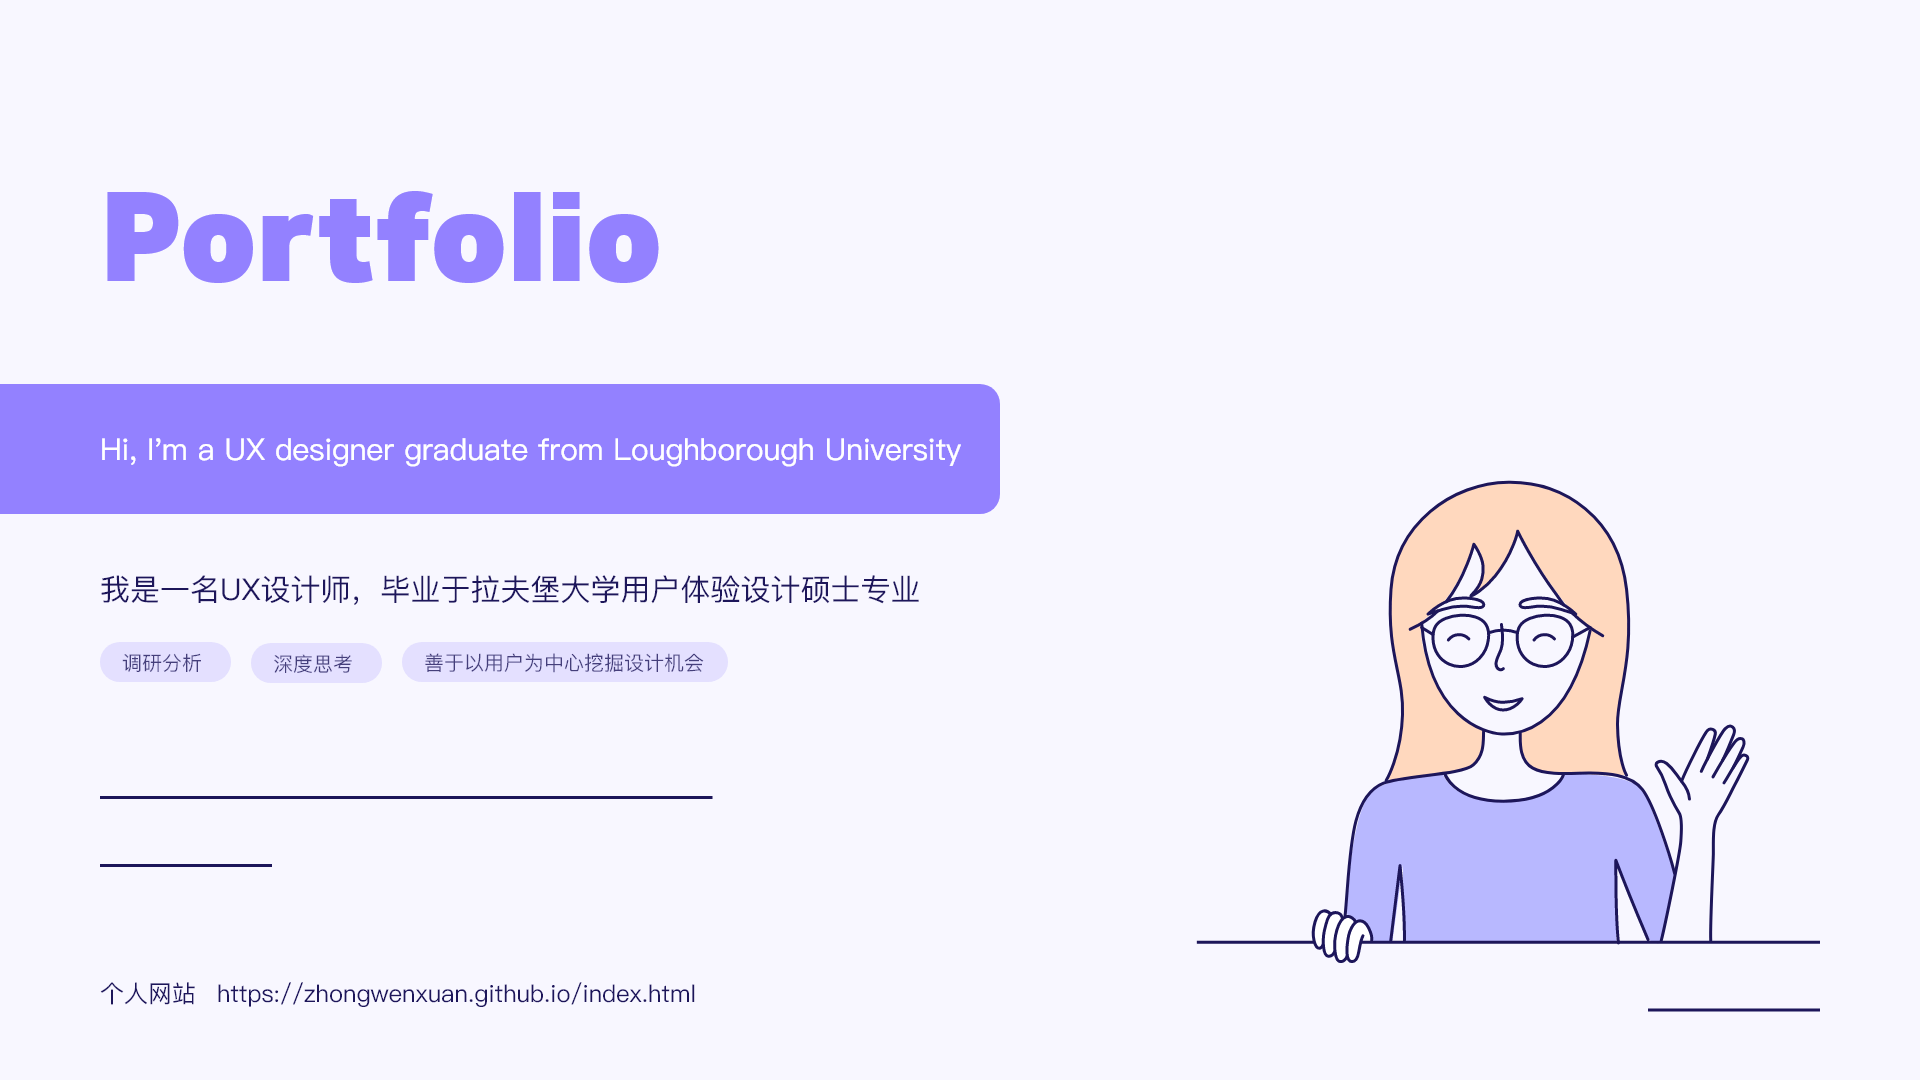 Portfolio
Hi, I’m a UX designer graduate from Loughborough University
我是一名UX设计师，毕业于拉夫堡大学用户体验设计硕士专业
调研分析 深度思考 善于以用户为中心挖掘设计机会
个人网站 https://zhongwenxuan.github.io/index.html